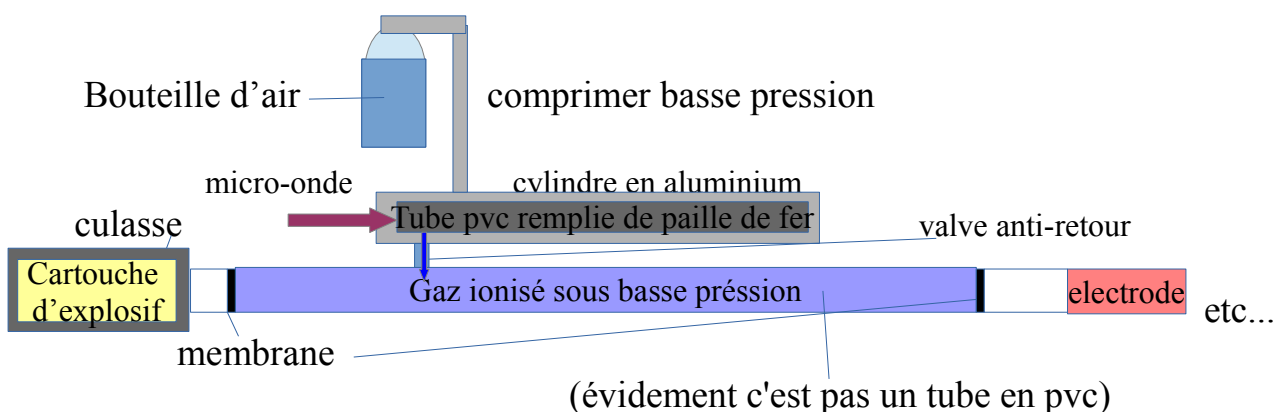 Bouteille d’air
comprimer basse pression
micro-onde
cylindre en aluminium
culasse
Tube pvc remplie de paille de fer
valve anti-retour
Cartouche
d’explosif
Gaz ionisé sous basse préssion
electrode
etc...
membrane
(évidement c'est pas un tube en pvc)